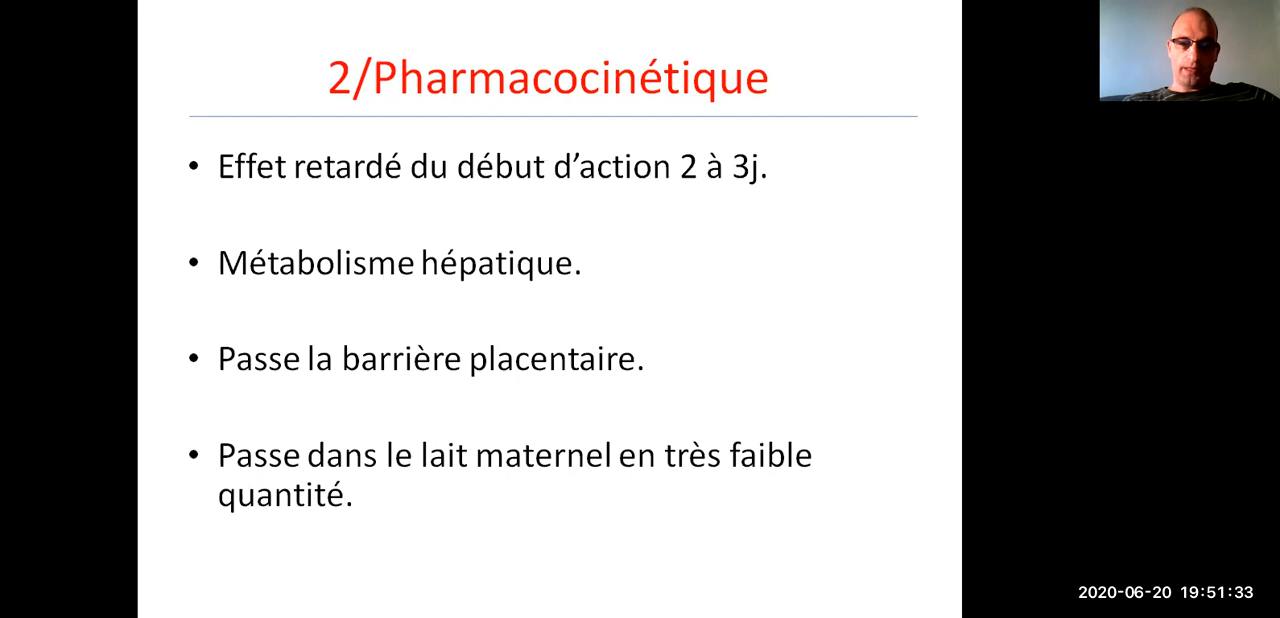 2/Pharmacocinétique
• Effet retardé du début d’action 2 à 3j.
• Métabolisme hépatique.
• Passe la barrière placentaire.
• Passe dans le lait maternel en très faible
quantité.
2020-06-20 19:51:33